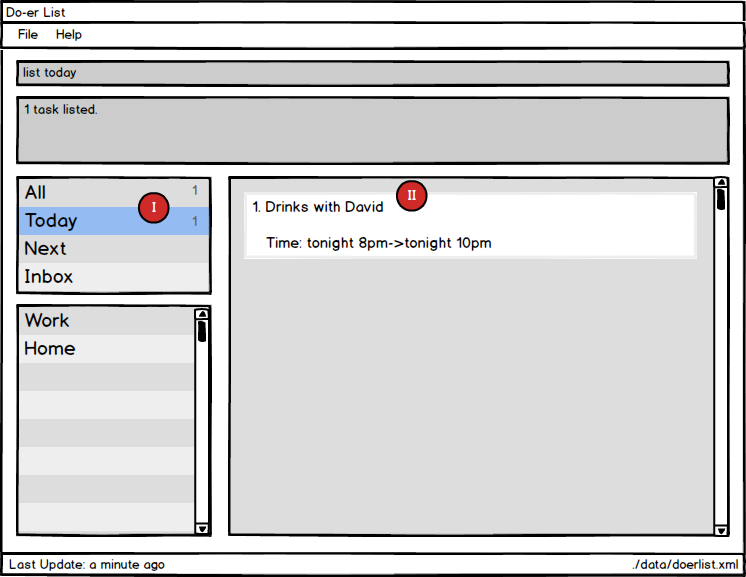 Do-er List
File Help
list today
1 task listed.
All 1
I
Today 1
Next
Inbox
Work
Home
II
1. Drinks with David
Time: tonight 8pm->tonight 10pm
Last Update: a minute ago
./data/doerlist.xml